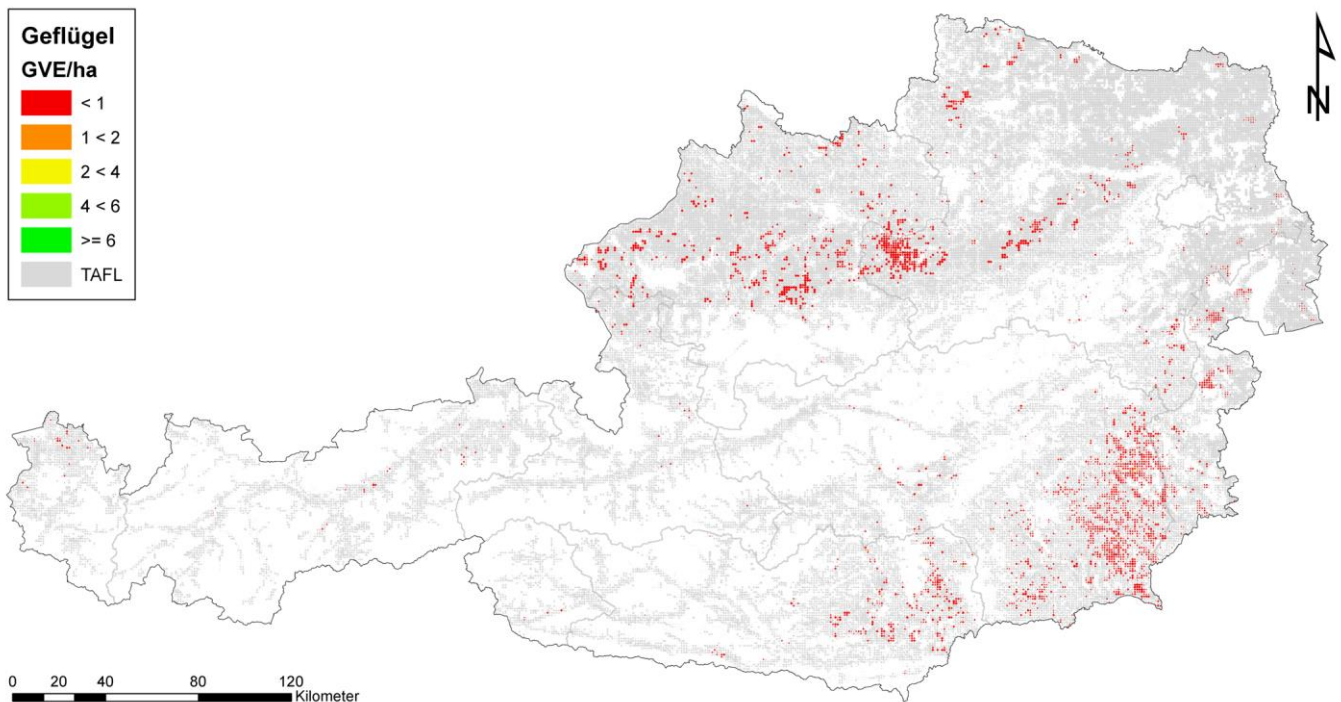 Geflügel
GVE/ha
< 1
1 < 2
2 < 4
4 < 6
>= 6
TAFL
N
0 20 40 80 120
Kilometer